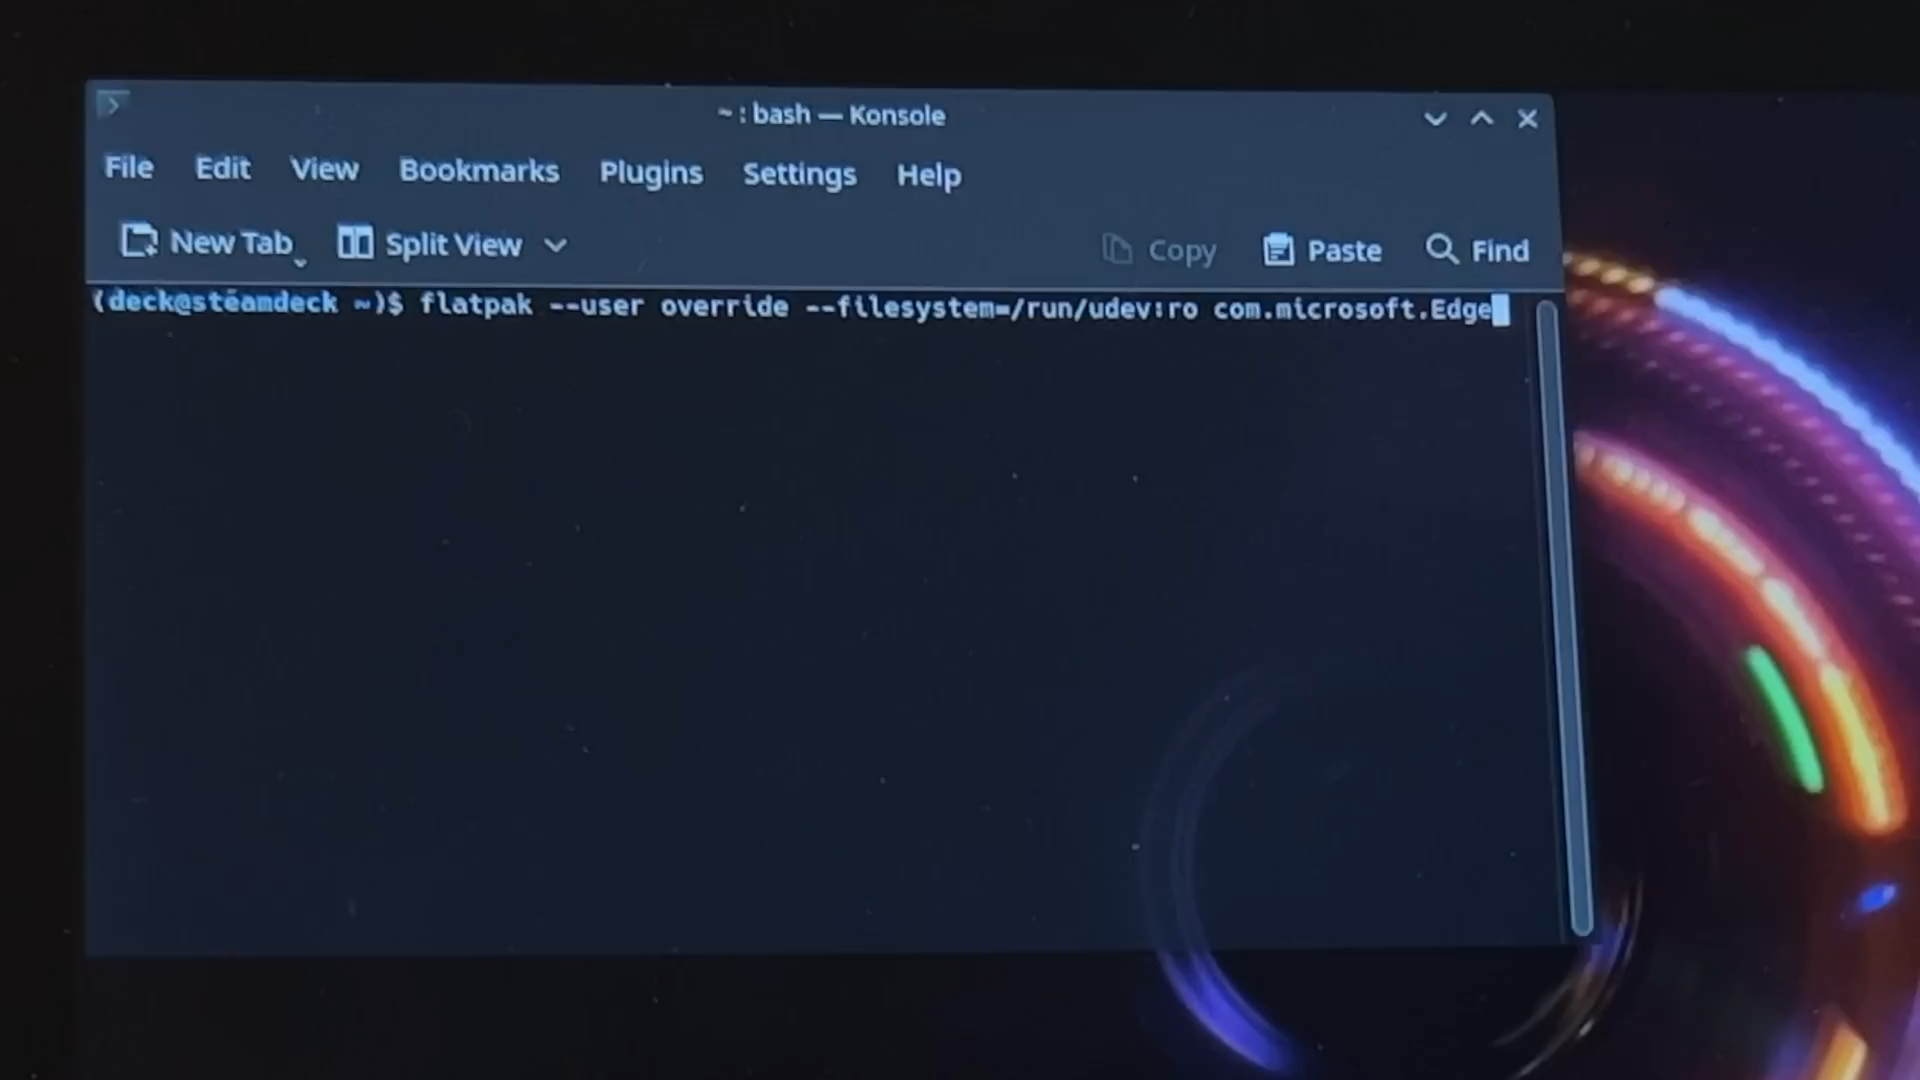 ~ : bash — Konsole
File Edit View Bookmarks Plugins Settings Help
New Tab Split View Copy Paste Find
(deck@steamdeck ~)$ flatpak --user override --filesystem=/run/udev:ro com.microsoft.Edge